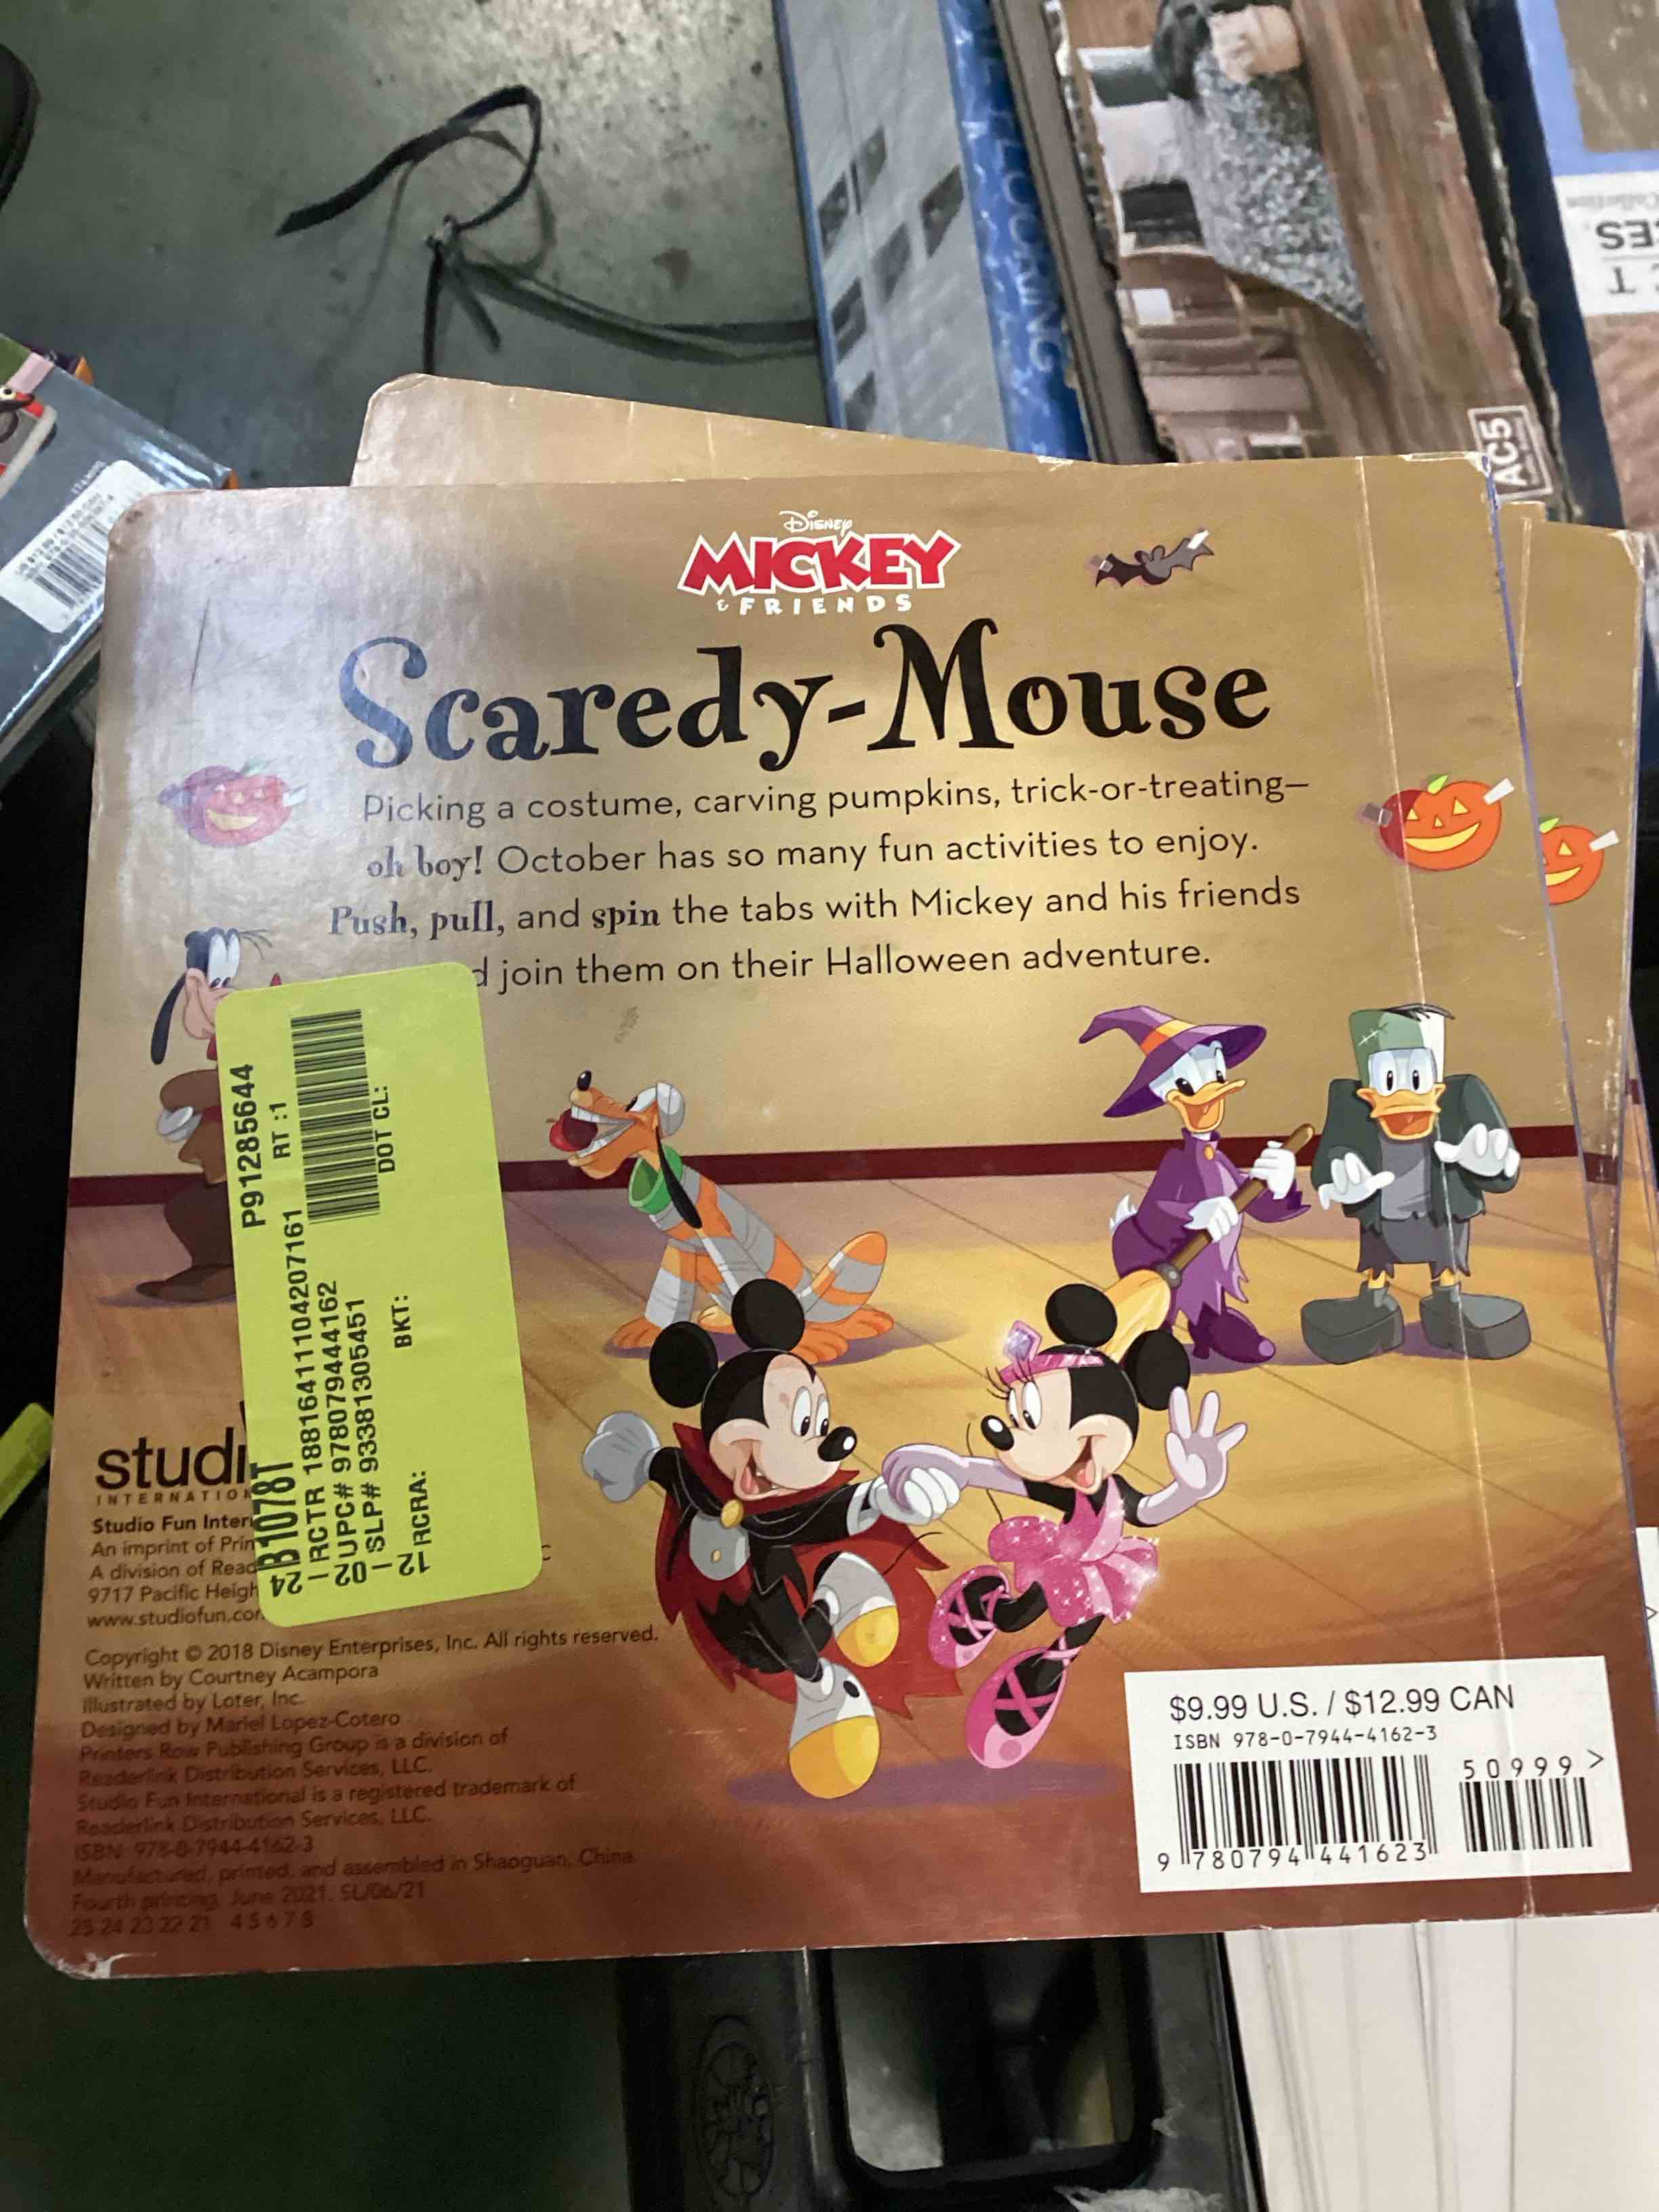 AC5
CES
CT
Disney
MICKEY
& FRIENDS
Scaredy-Mouse
Picking a costume, carving pumpkins, trick-or-treating—
oh boy! October has so many fun activities to enjoy.
Push, pull, and spin the tabs with Mickey and his friends
d join them on their Halloween adventure.
P91285644
RT :1
DOT CL:
24 B1078T
1 RCTR 18816411104207161
02 UPC# 9780794444162
1 SLP# 9338131305451
BKT:
12 RCRA:
studi
INTERNATION
Studio Fun Inter
An imprint of Prin
A division of Read
9717 Pacific Heigh
www.studiofun.co
Copyright © 2018 Disney Enterprises, Inc. All rights reserved.
Written by Courtney Acampora
Illustrated by Loter, Inc.
Designed by Mariel Lopez-Cotero
Printers Row Publishing Group is a division of
Readerlink Distribution Services, LLC.
Studio Fun International is a registered trademark of
Readerlink Distribution Services, LLC.
ISBN: 978-0-7944-4162-3
Manufactured, printed, and assembled in Shaoguan, China.
Fourth printing, June 2021. SL/06/21
25 24 23 22 21 4 5 6 7 8
$9.99 U.S. / $12.99 CAN
ISBN 978-0-7944-4162-3
50999>
9 780794 441623